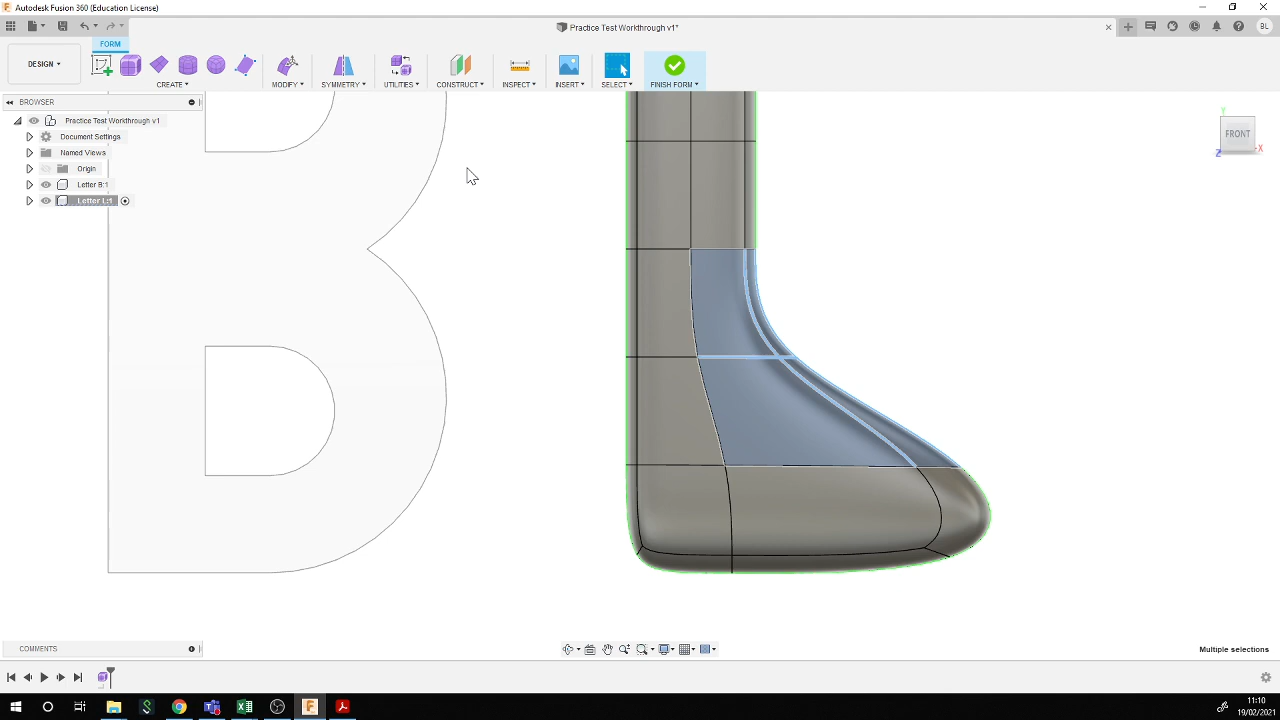 Autodesk Fusion 360 (Education License)
Practice Test Workthrough v1*
BL
FORM
DESIGN
CREATE
MODIFY
SYMMETRY
UTILITIES
CONSTRUCT
INSPECT
INSERT
SELECT
FINISH FORM
BROWSER
Practice Test Workthrough v1
Document Settings
Named Views
Origin
Letter B:1
Letter L:1
Y
FRONT
Z
X
COMMENTS
Multiple selections
11:10
19/02/2021